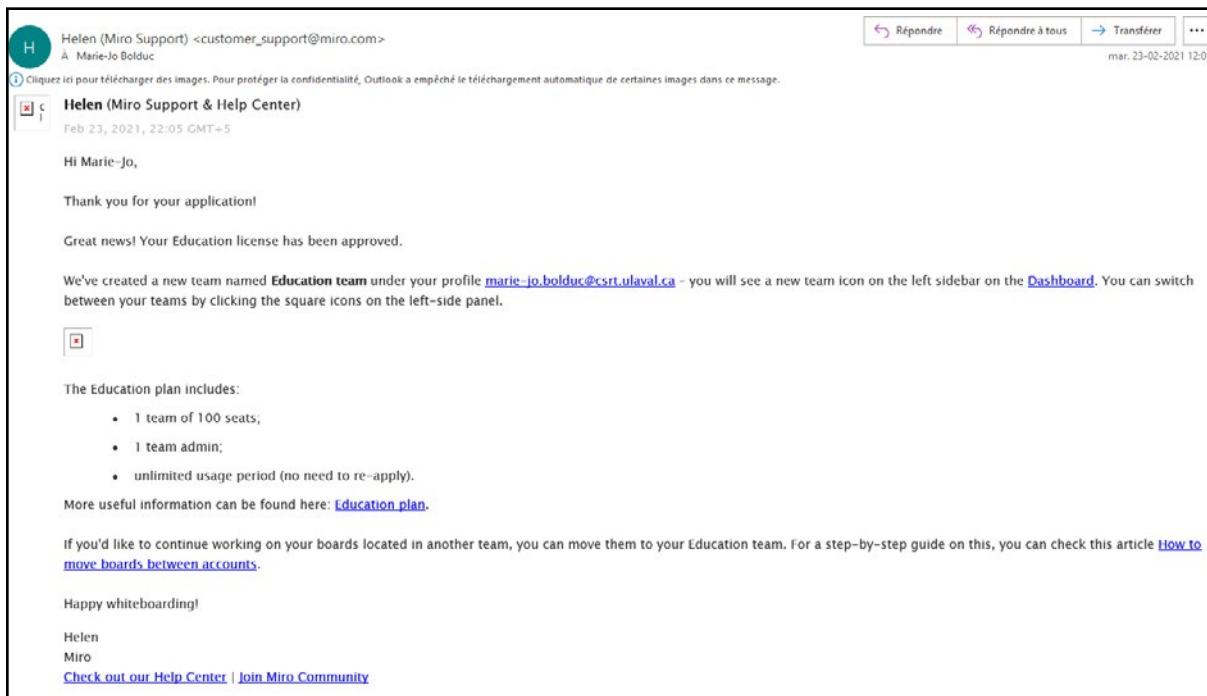 H
Helen (Miro Support) <customer_support@miro.com>
À Marie-Jo Bolduc
Répondre
Répondre à tous
Transférer
...
mar. 23-02-2021 12:0
Cliquez ici pour télécharger des images. Pour protéger la confidentialité, Outlook a empêché le téléchargement automatique de certaines images dans ce message.
Helen (Miro Support & Help Center)
Feb 23, 2021, 22:05 GMT+5
Hi Marie-Jo,
Thank you for your application!
Great news! Your Education license has been approved.
We've created a new team named Education team under your profile marie-jo.bolduc@csrt.ulaval.ca - you will see a new team icon on the left sidebar on the Dashboard. You can switch
between your teams by clicking the square icons on the left-side panel.
The Education plan includes:
• 1 team of 100 seats;
• 1 team admin;
• unlimited usage period (no need to re-apply).
More useful information can be found here: Education plan.
If you'd like to continue working on your boards located in another team, you can move them to your Education team. For a step-by-step guide on this, you can check this article How to
move boards between accounts.
Happy whiteboarding!
Helen
Miro
Check out our Help Center | Join Miro Community